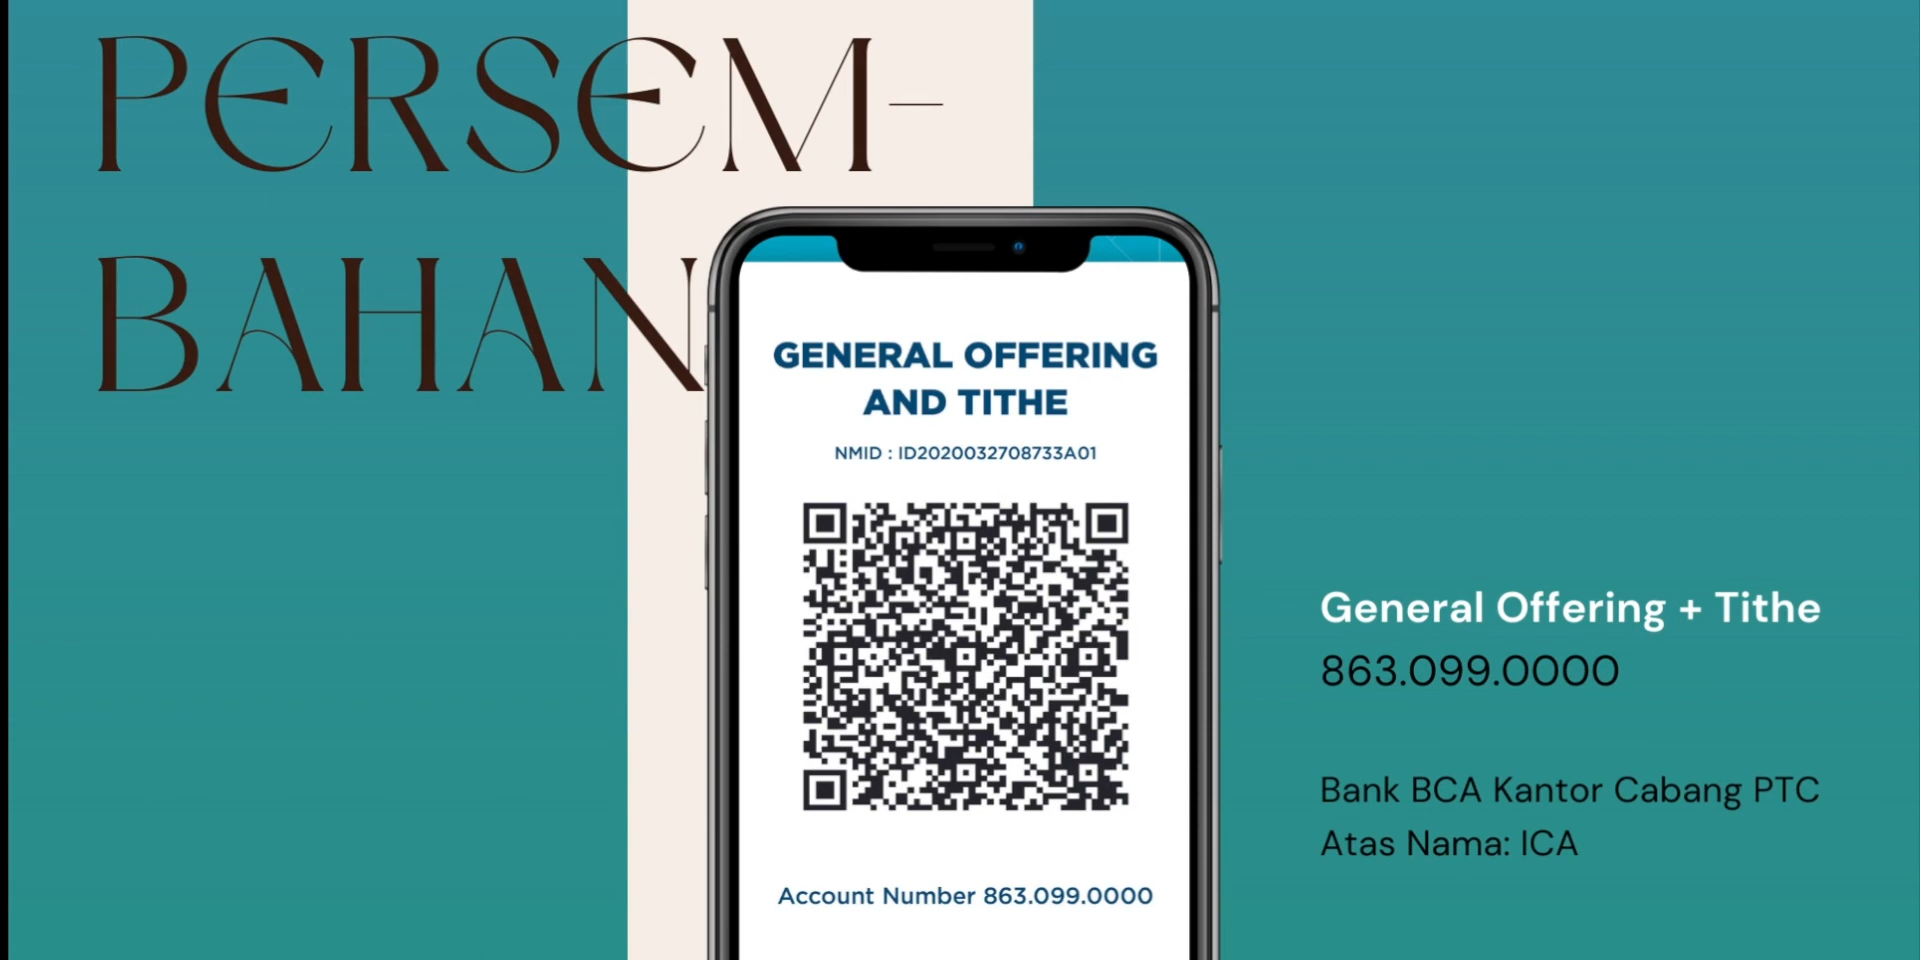 PERSEM-
BAHAN
GENERAL OFFERING
AND TITHE
NMID : ID2020032708733A01
Account Number 863.099.0000
General Offering + Tithe
863.099.0000
Bank BCA Kantor Cabang PTC
Atas Nama: ICA